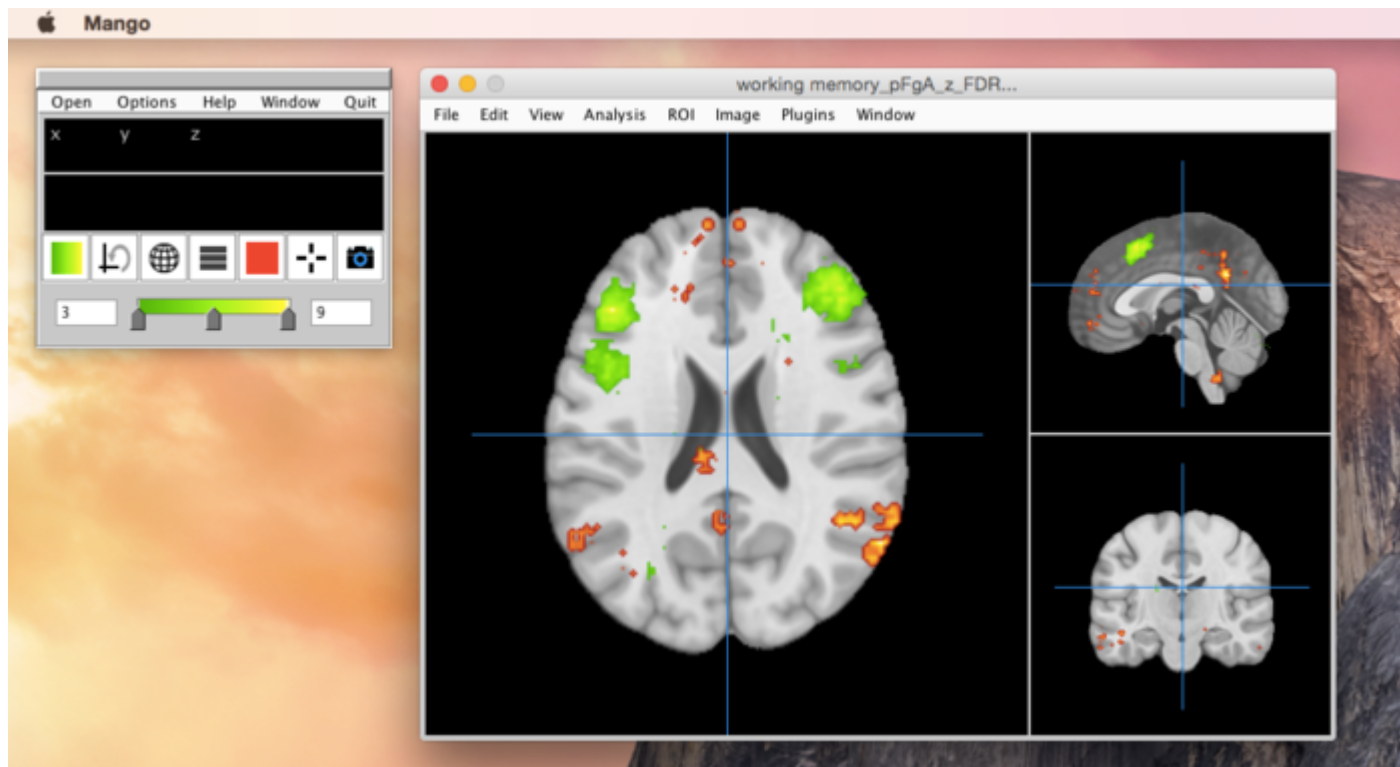 Mango
working memory_pFgA_z_FDR...
Open Options Help Window Quit
File Edit View Analysis ROI Image Plugins Window
x y z
3 9